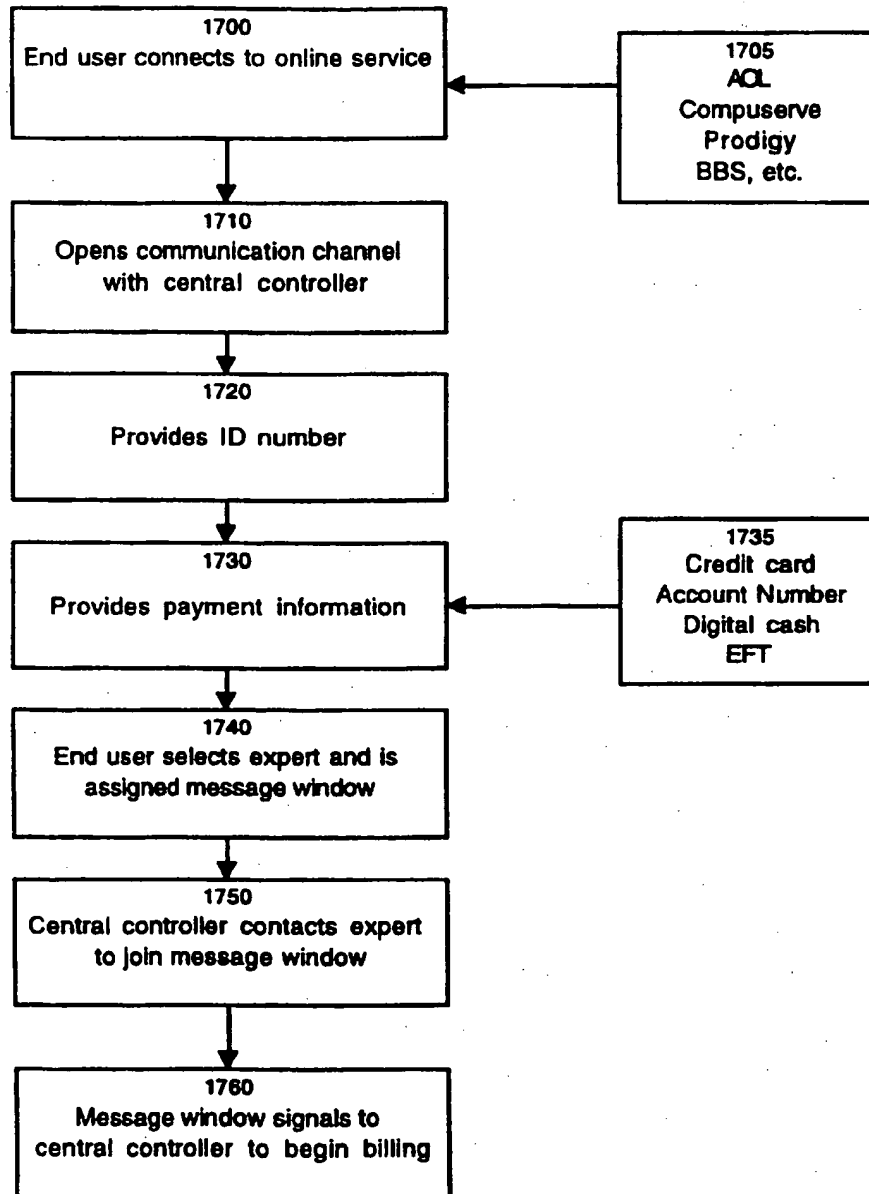 1700
End user connects to online service
1705
AOL
Compuserve
Prodigy
BBS, etc.
1710
Opens communication channel
with central controller
1720
Provides ID number
1730
Provides payment information
1735
Credit card
Account Number
Digital cash
EFT
1740
End user selects expert and is
assigned message window
1750
Central controller contacts expert
to join message window
1760
Message window signals to
central controller to begin billing